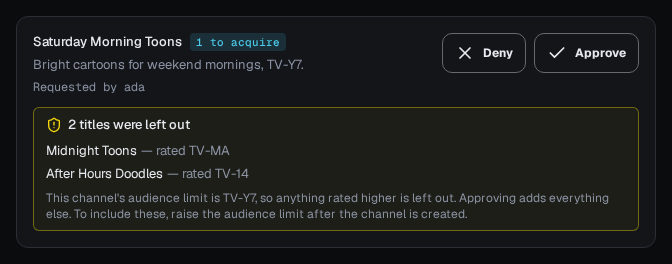 Saturday Morning Toons 1 to acquire
Deny
Approve
Bright cartoons for weekend mornings, TV-Y7.
Requested by ada
2 titles were left out
Midnight Toons — rated TV-MA
After Hours Doodles — rated TV-14
This channel's audience limit is TV-Y7, so anything rated higher is left out. Approving adds everything
else. To include these, raise the audience limit after the channel is created.